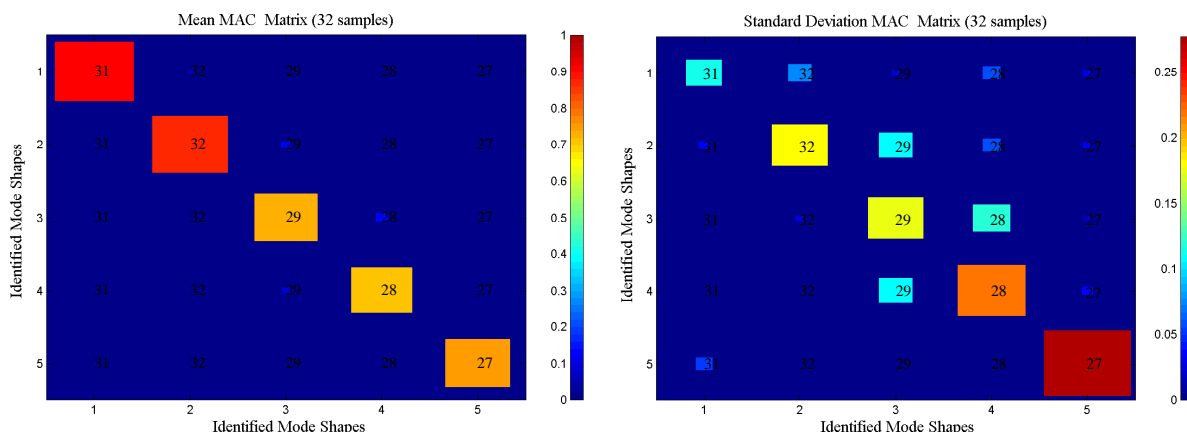 Mean MAC Matrix (32 samples)
Identified Mode Shapes
1 31 32 29 28 27
2 31 32 29 28 27
3 31 32 29 28 27
4 31 32 29 28 27
5 31 32 29 28 27
1 2 3 4 5
Identified Mode Shapes
1
0.9
0.8
0.7
0.6
0.5
0.4
0.3
0.2
0.1
0
Standard Deviation MAC Matrix (32 samples)
Identified Mode Shapes
1 31 32 29 28 27
2 31 32 29 28 27
3 31 32 29 28 27
4 31 32 29 28 27
5 31 32 29 28 27
1 2 3 4 5
Identified Mode Shapes
0.25
0.2
0.15
0.1
0.05
0